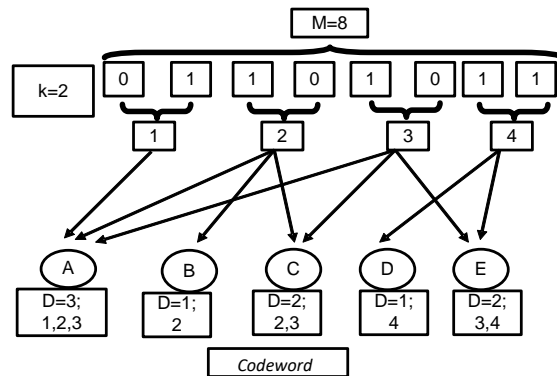 M=8
k=2
0 1 1 0 1 0 1 1
1 2 3 4
A B C D E
D=3; D=1; D=2; D=1; D=2;
1,2,3 2 2,3 4 3,4
Codeword